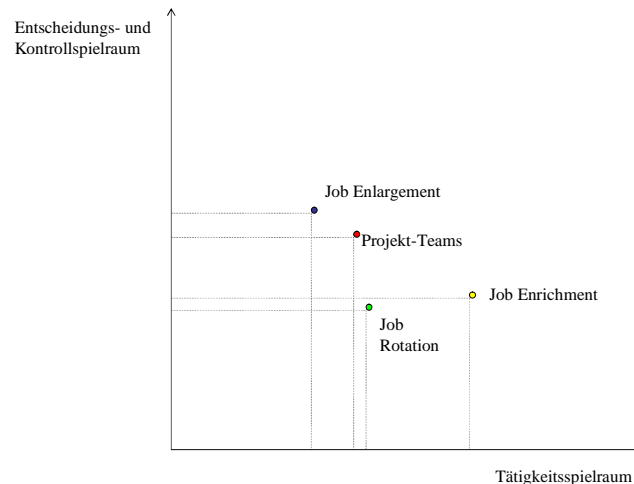 Entscheidungs- und
Kontrollspielraum
Job Enlargement
Projekt-Teams
Job Enrichment
Job
Rotation
Tätigkeitsspielraum